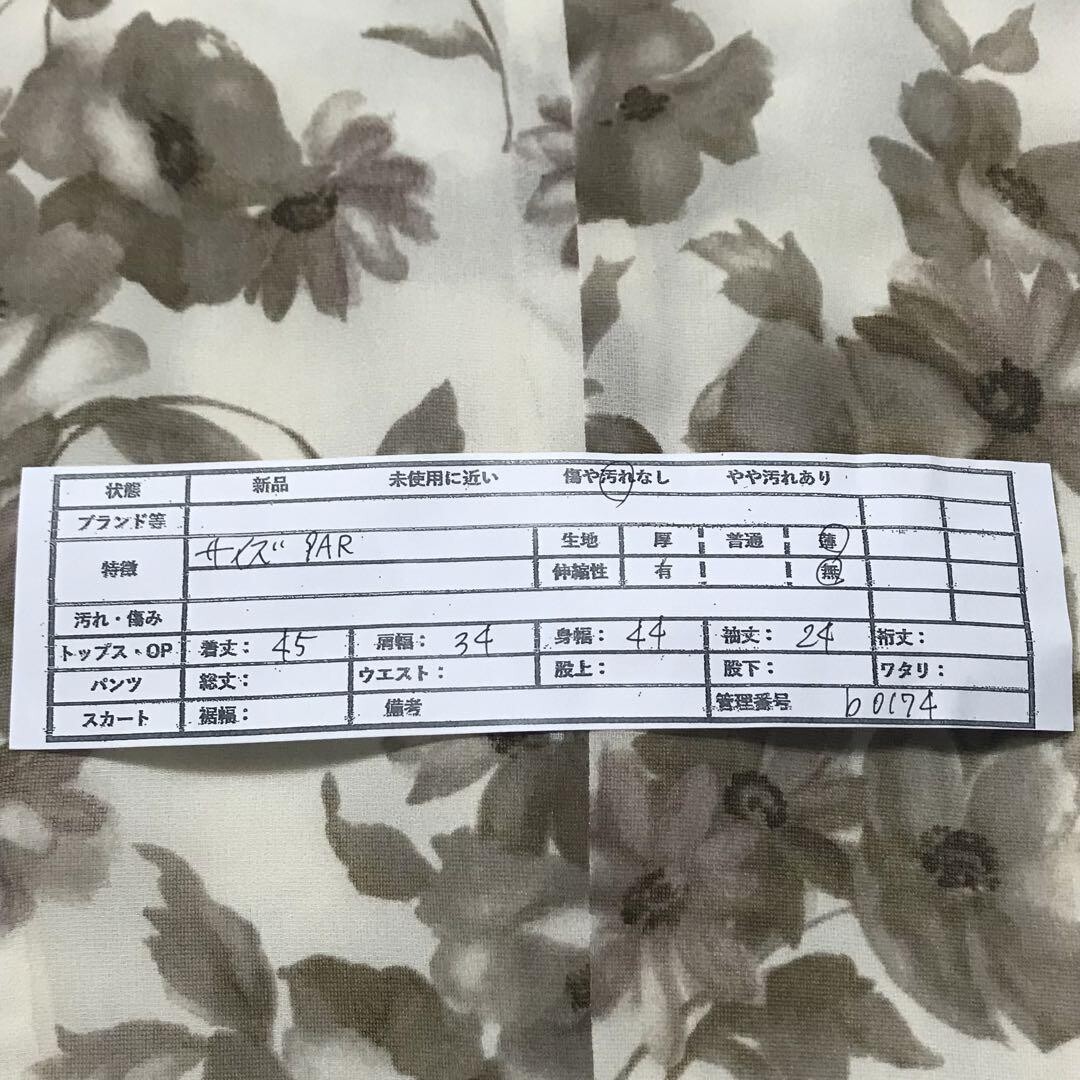 状態 新品 未使用に近い 傷や汚れなし やや汚れあり
ブランド等
特徴 サイズ 9AR 生地 厚 普通 薄
伸縮性 有 無
汚れ・傷み
トップス・OP 着丈: 45 肩幅: 34 身幅: 44 袖丈: 24 裄丈:
パンツ 総丈: ウエスト: 股上: 股下: ワタリ:
スカート 裾幅: 備考 管理番号 b0174